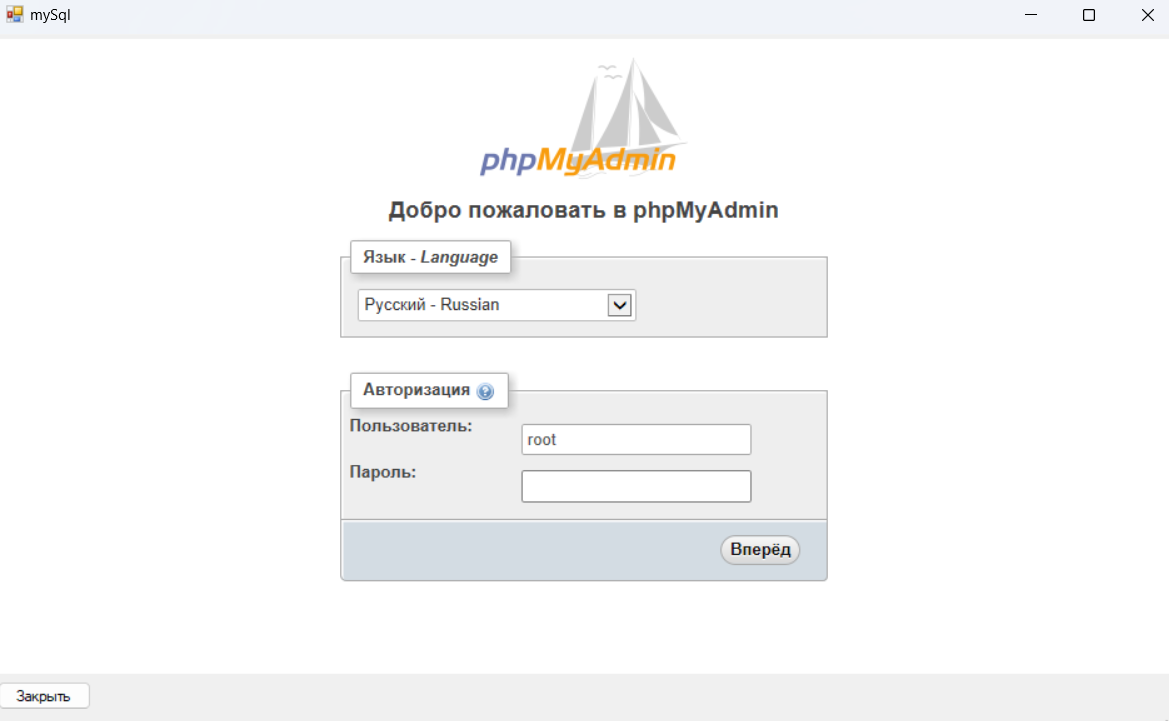 mySql
phpMyAdmin
Добро пожаловать в phpMyAdmin
Язык - Language
Русский - Russian
Авторизация
Пользователь:
root
Пароль:
Вперёд
Закрыть